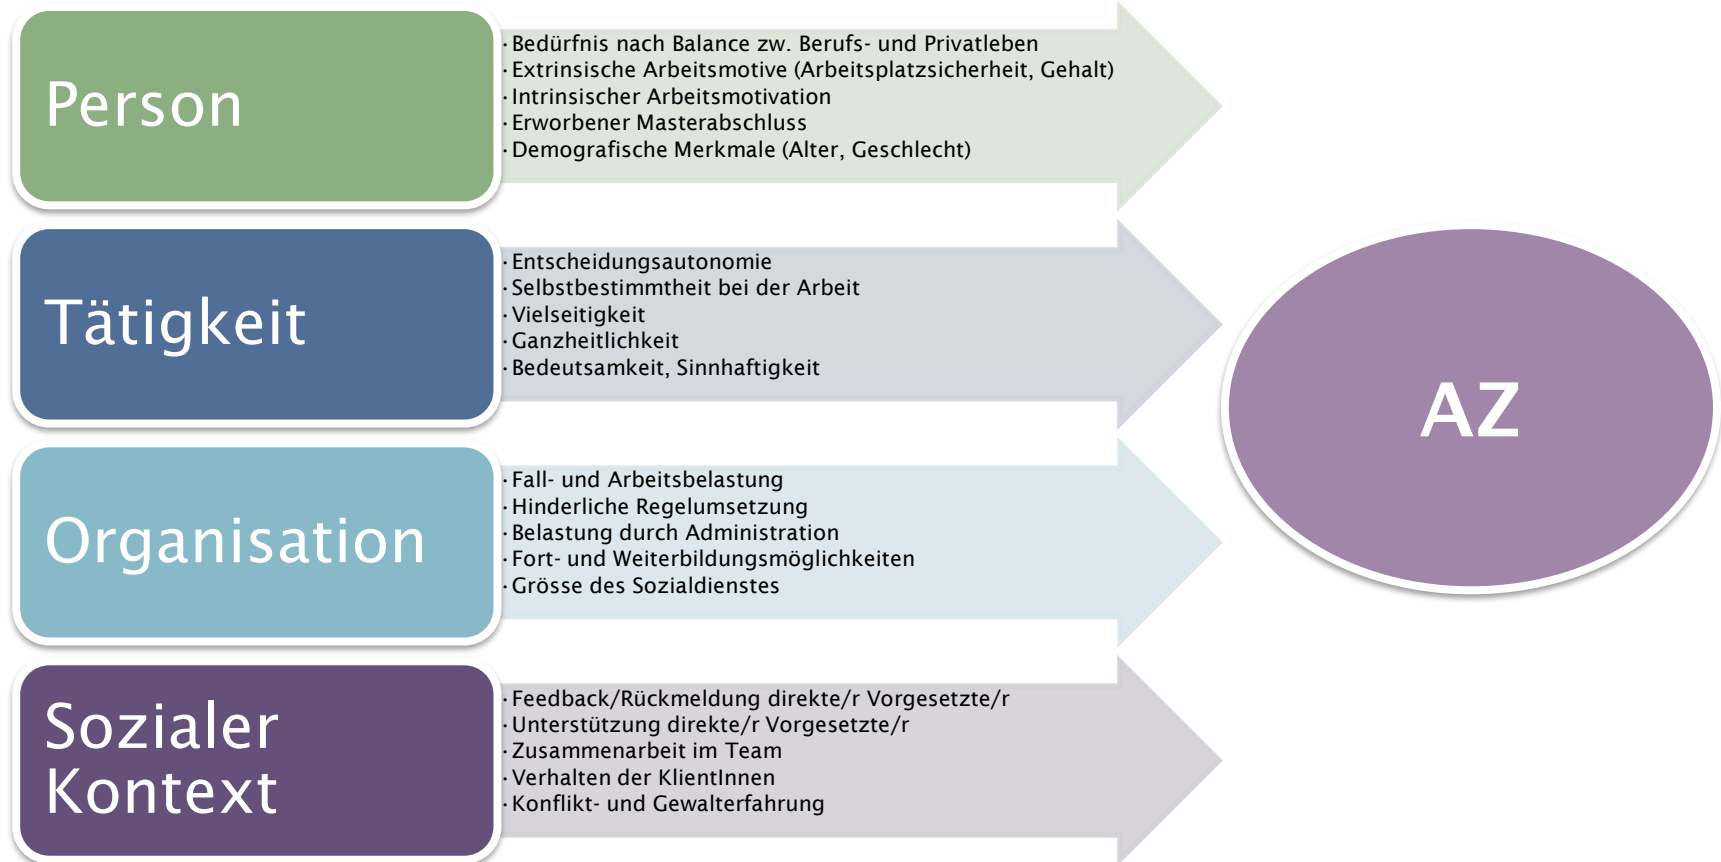 Person
· Bedürfnis nach Balance zw. Berufs- und Privatleben
· Extrinsische Arbeitsmotive (Arbeitsplatzsicherheit, Gehalt)
· Intrinsischer Arbeitsmotivation
· Erworbener Masterabschluss
· Demografische Merkmale (Alter, Geschlecht)
Tätigkeit
· Entscheidungsautonomie
· Selbstbestimmtheit bei der Arbeit
· Vielseitigkeit
· Ganzheitlichkeit
· Bedeutsamkeit, Sinnhaftigkeit
Organisation
· Fall- und Arbeitsbelastung
· Hinderliche Regelumsetzung
· Belastung durch Administration
· Fort- und Weiterbildungsmöglichkeiten
· Grösse des Sozialdienstes
Sozialer
Kontext
· Feedback/Rückmeldung direkte/r Vorgesetzte/r
· Unterstützung direkte/r Vorgesetzte/r
· Zusammenarbeit im Team
· Verhalten der KlientInnen
· Konflikt- und Gewalterfahrung
AZ